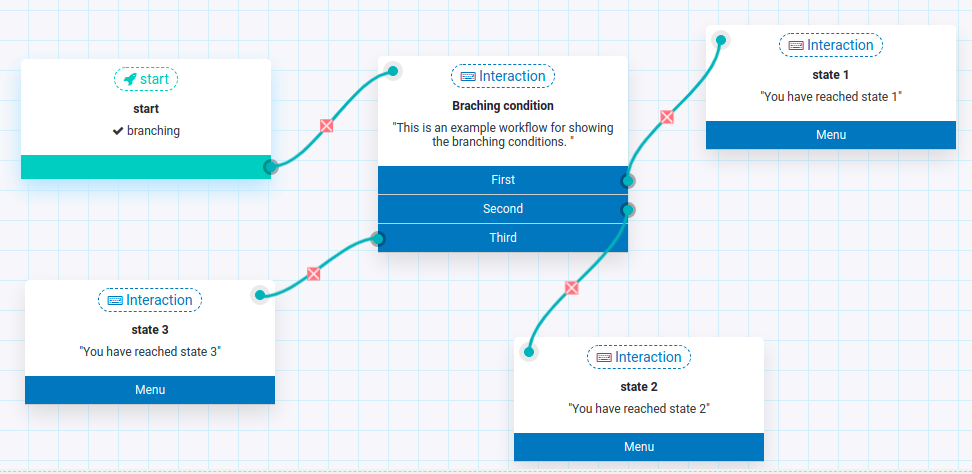 start
start
branching
Interaction
Braching condition
"This is an example workflow for showing
the branching conditions. "
First
Second
Third
Interaction
state 1
"You have reached state 1"
Menu
Interaction
state 3
"You have reached state 3"
Menu
Interaction
state 2
"You have reached state 2"
Menu